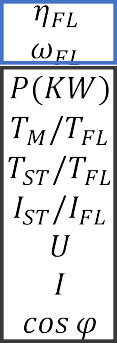 η_FL
ω_FL
P(KW)
T_M/T_FL
T_ST/T_FL
I_ST/I_FL
U
I
cos φ